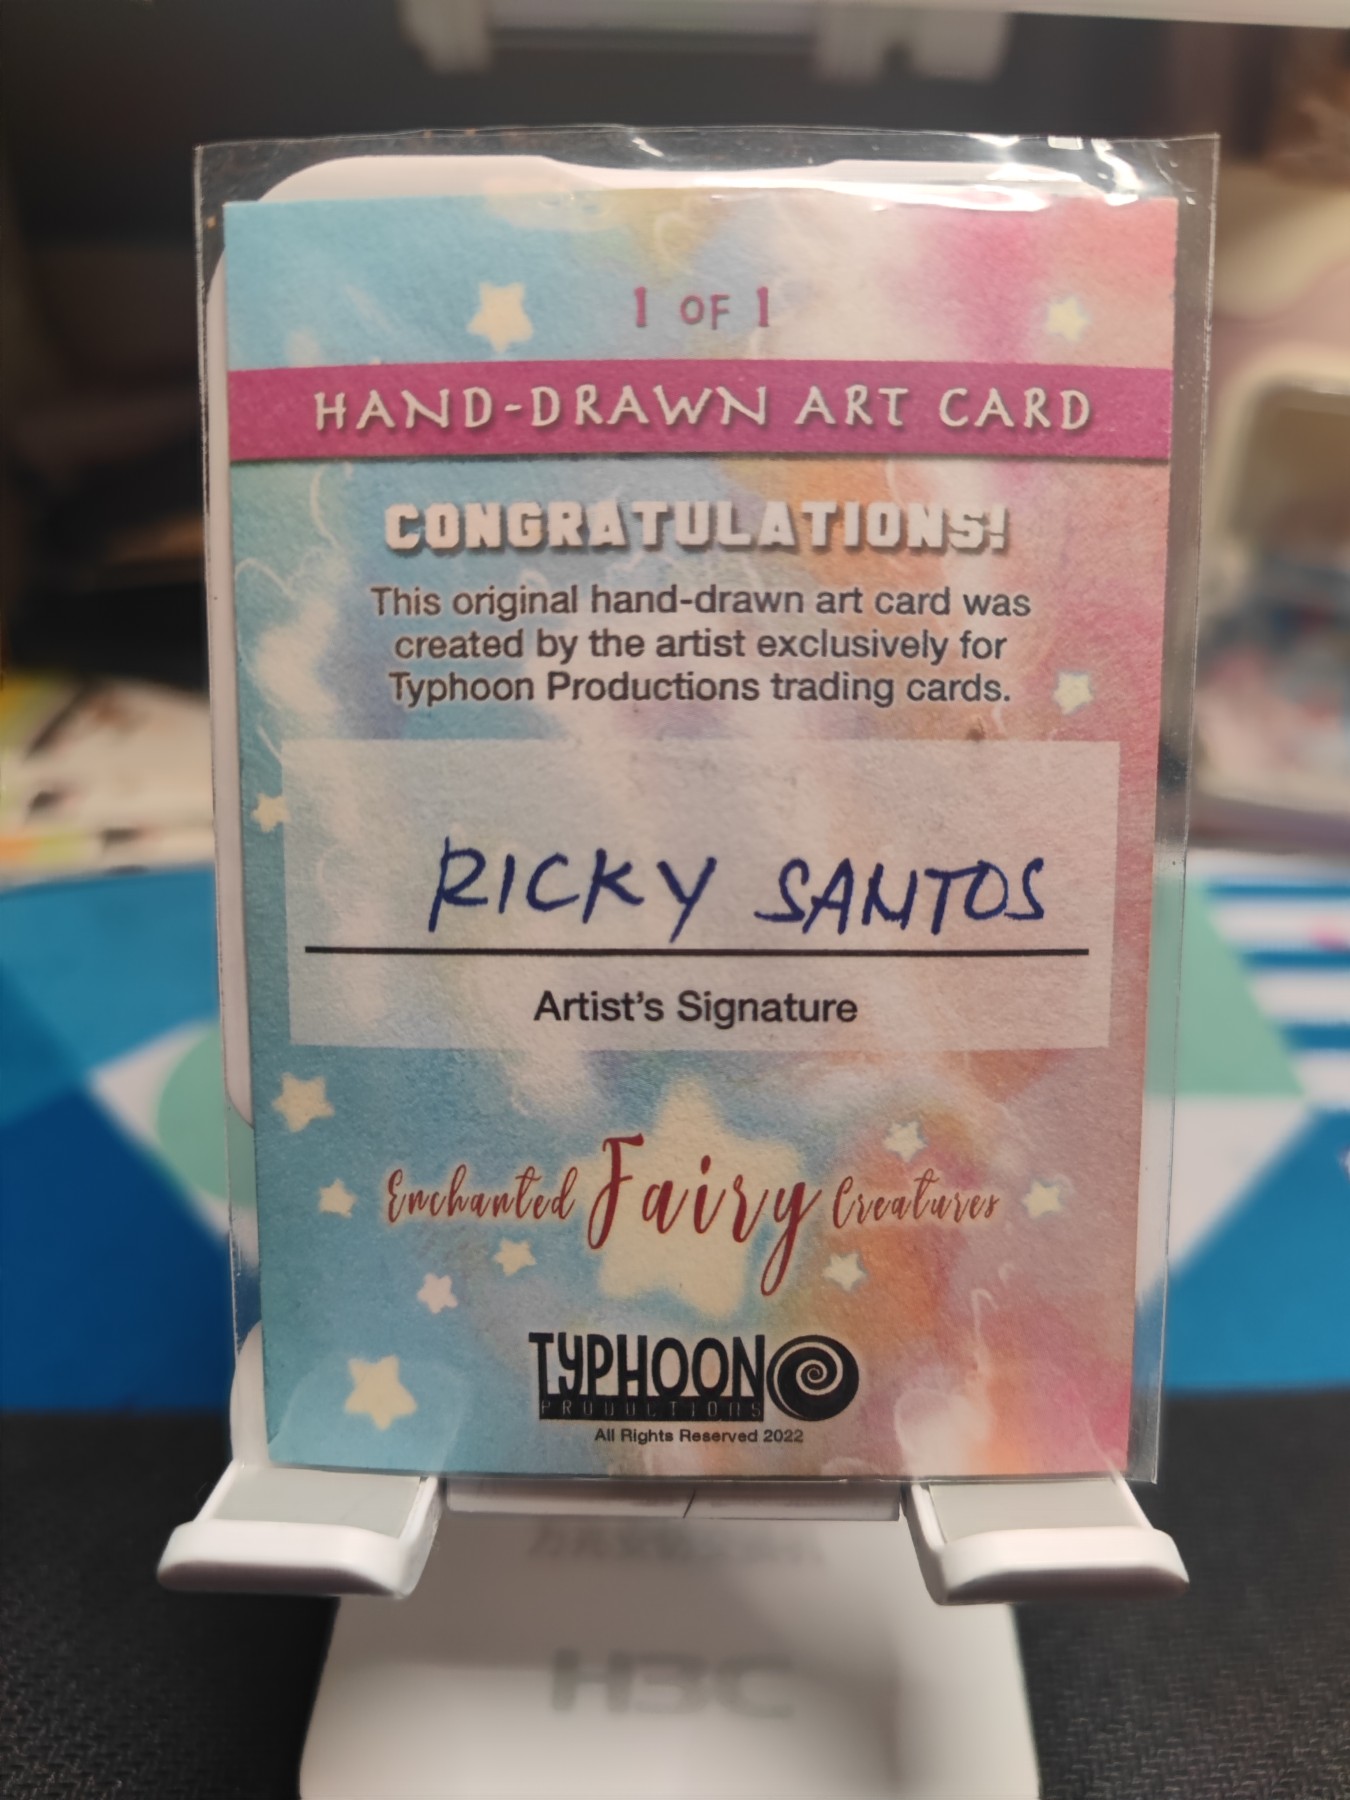 1 OF 1
HAND-DRAWN ART CARD
CONGRATULATIONS!
This original hand-drawn art card was
created by the artist exclusively for
Typhoon Productions trading cards.
RICKY SANTOS
Artist's Signature
Enchanted Fairy Creatures
TYPHOON
PRODUCTIONS
All Rights Reserved 2022
H3C